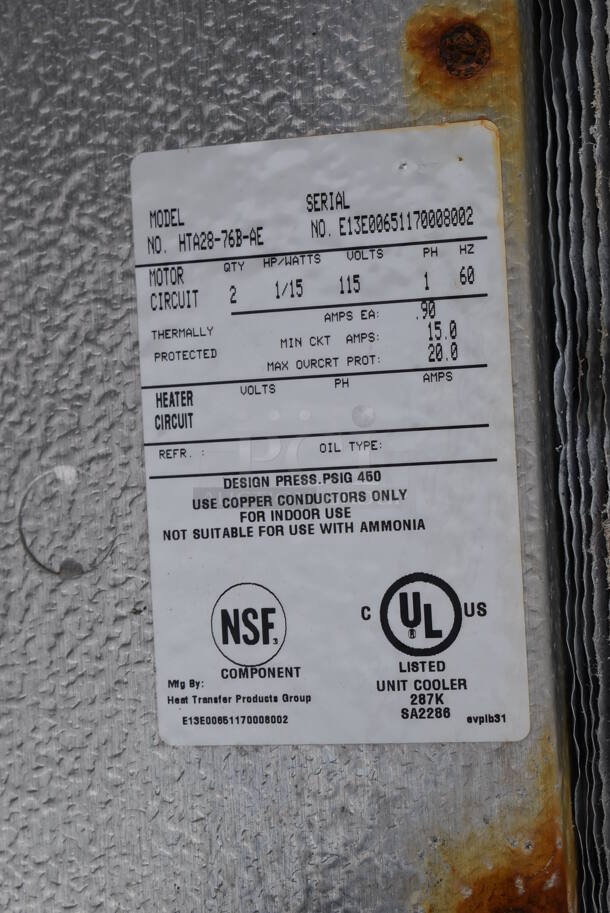 MODEL NO. HTA28-76B-AE
SERIAL NO. E13E00651170008002
QTY HP/WATTS VOLTS PH HZ
MOTOR CIRCUIT 2 1/15 115 1 60
THERMALLY PROTECTED
AMPS EA: .90
MIN CKT AMPS: 15.0
MAX OVRCRT PROT: 20.0
VOLTS PH AMPS
HEATER CIRCUIT
REFR. : OIL TYPE:
DESIGN PRESS.PSIG 450
USE COPPER CONDUCTORS ONLY
FOR INDOOR USE
NOT SUITABLE FOR USE WITH AMMONIA
NSF®
COMPONENT
C UL® US
LISTED
UNIT COOLER
287K
SA2286
Mfg By:
Heat Transfer Products Group
E13E00651170008002
evplb31